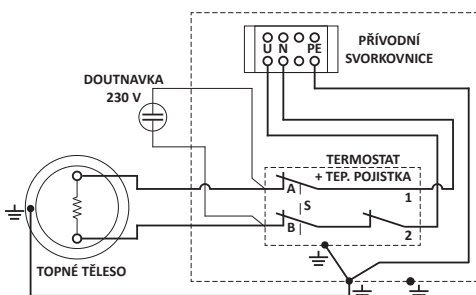 U N PE
PŘÍVODNÍ
SVORKOVNICE
DOUTNAVKA
230 V
TERMOSTAT
+ TEP. POJISTKA
A
1
S
B
2
TOPNÉ TĚLESO